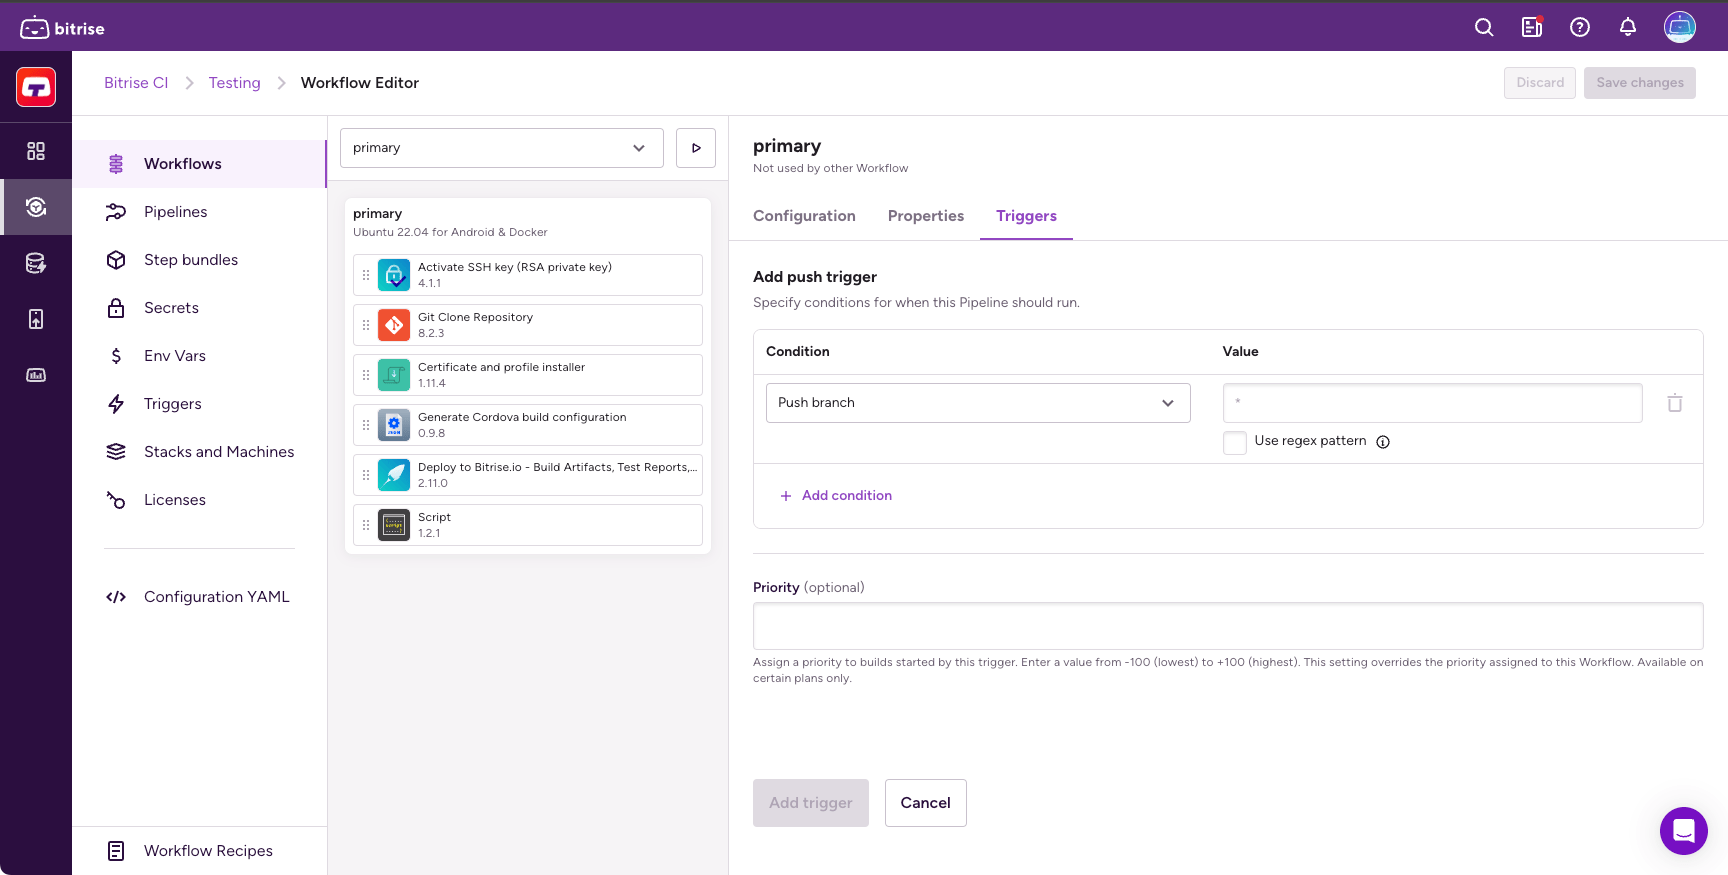 bitrise
Bitrise CI
Testing
Workflow Editor
Discard
Save changes
Workflows
Pipelines
Step bundles
Secrets
Env Vars
Triggers
Stacks and Machines
Licenses
Configuration YAML
Workflow Recipes
primary
primary
Ubuntu 22.04 for Android & Docker
Activate SSH key (RSA private key)
4.1.1
Git Clone Repository
8.2.3
Certificate and profile installer
1.11.4
Generate Cordova build configuration
0.9.8
Deploy to Bitrise.io - Build Artifacts, Test Reports,...
2.11.0
Script
1.2.1
primary
Not used by other Workflow
Configuration
Properties
Triggers
Add push trigger
Specify conditions for when this Pipeline should run.
Condition
Value
Push branch
*
Use regex pattern
Add condition
Priority (optional)
Assign a priority to builds started by this trigger. Enter a value from -100 (lowest) to +100 (highest). This setting overrides the priority assigned to this Workflow. Available on
certain plans only.
Add trigger
Cancel